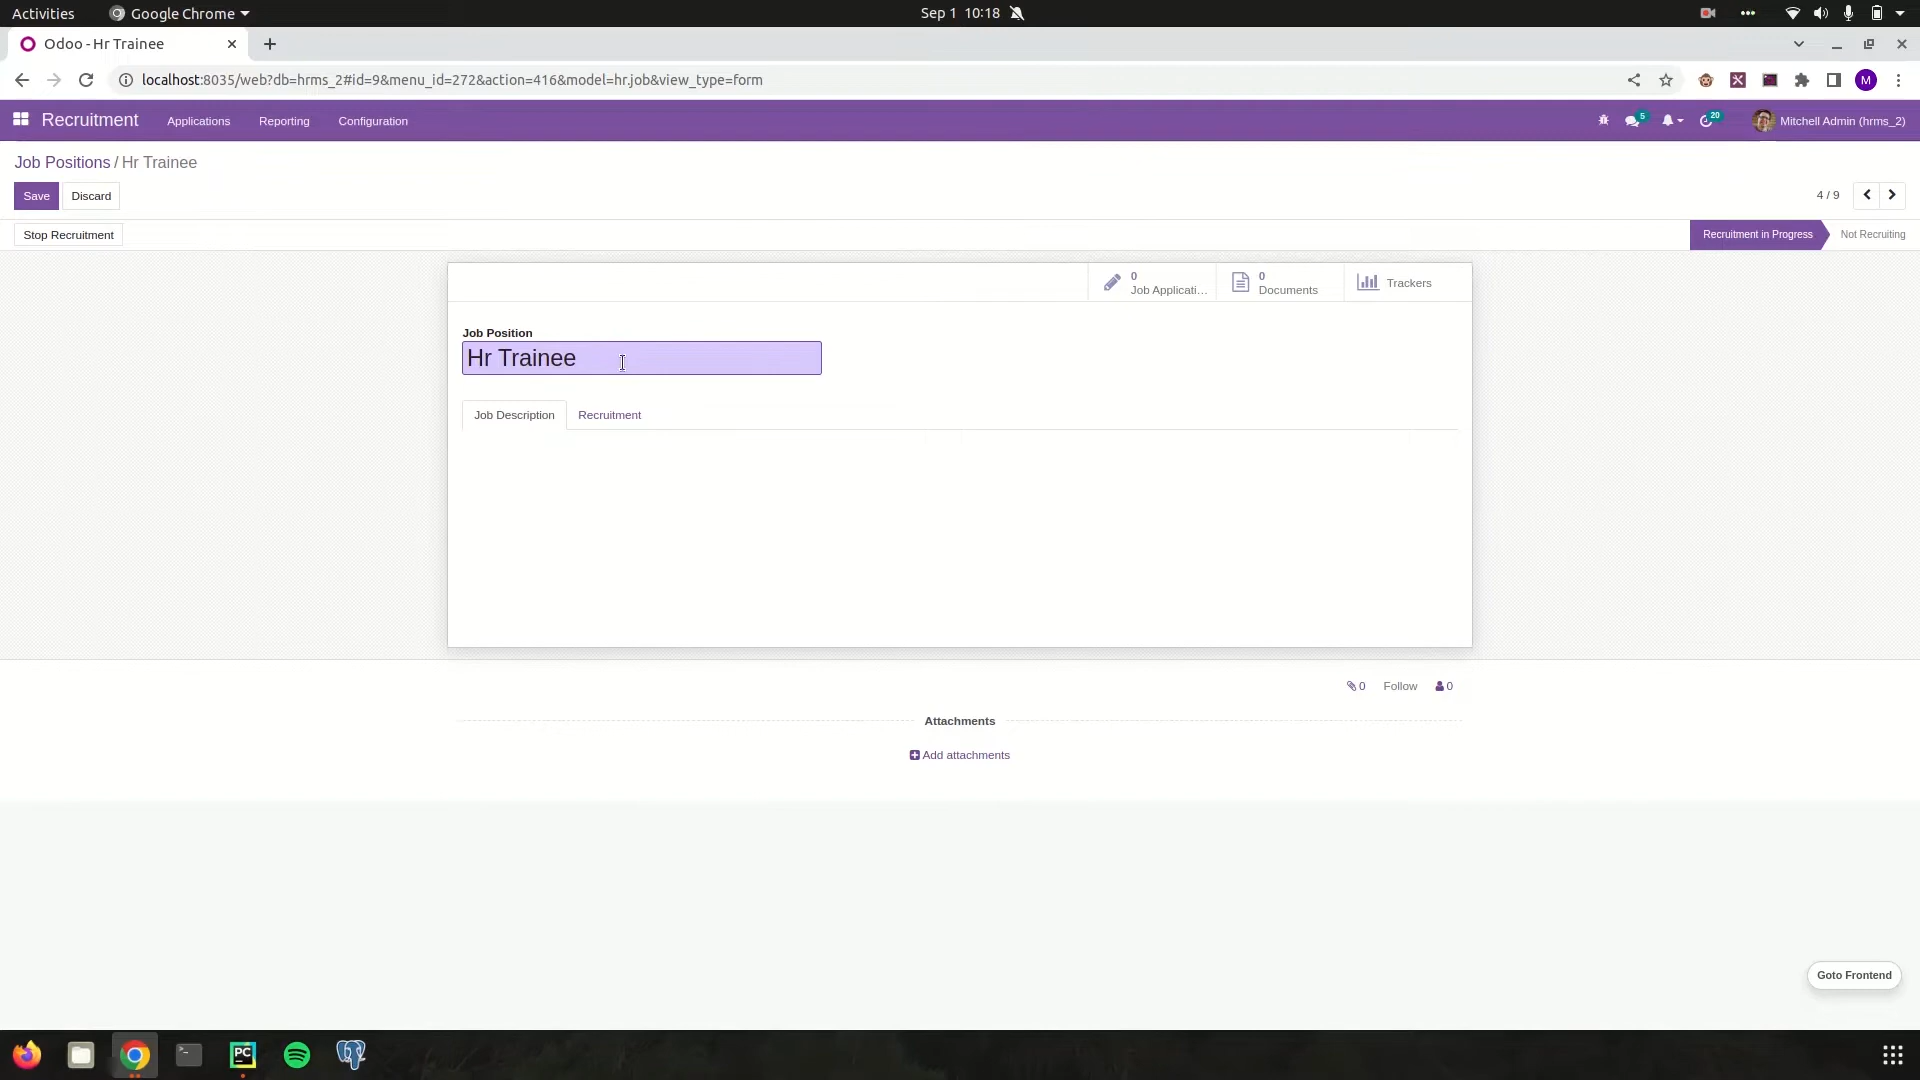 Activities
Google Chrome
Sep 1 10:18
Odoo - Hr Trainee
localhost:8035/web?db=hrms_2#id=9&menu_id=272&action=416&model=hr.job&view_type=form
M
Recruitment
Applications
Reporting
Configuration
5
20
Mitchell Admin (hrms_2)
Job Positions / Hr Trainee
Save
Discard
4 / 9
Stop Recruitment
Recruitment in Progress
Not Recruiting
0
Job Applicati...
0
Documents
Trackers
Job Position
Hr Trainee
Job Description
Recruitment
0
Follow
0
Attachments
Add attachments
Goto Frontend
PC